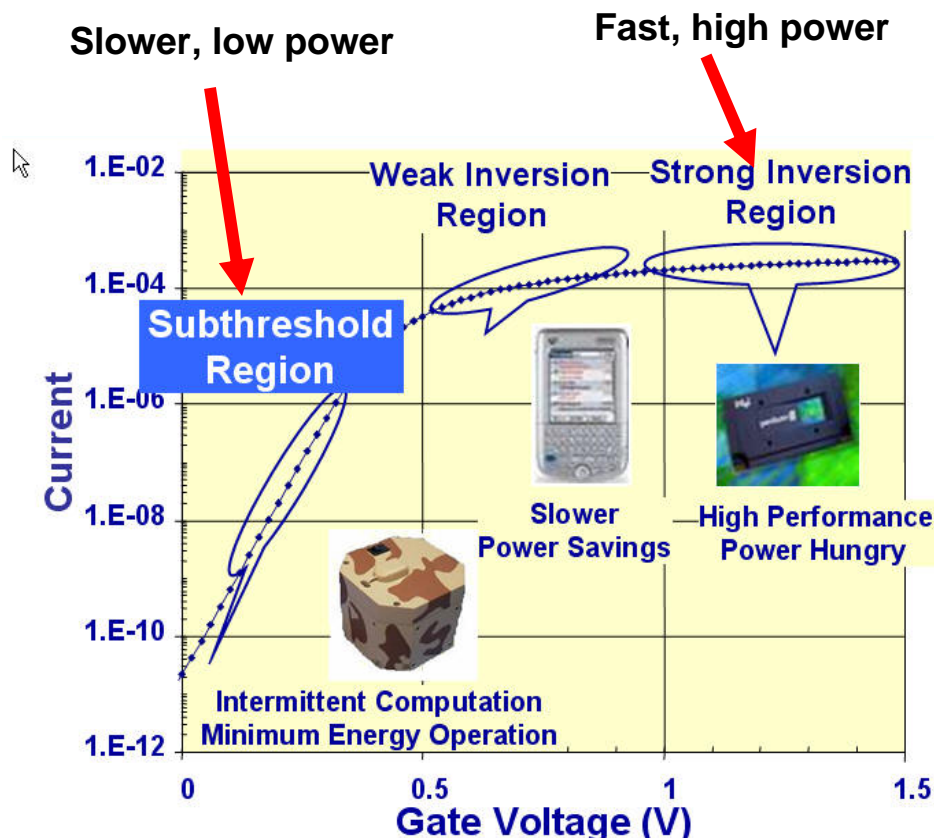 Slower, low power
Fast, high power
1.E-02
Weak Inversion
Region
Strong Inversion
Region
1.E-04
Subthreshold
Region
1.E-06
Current
1.E-08
Slower
Power Savings
High Performance
Power Hungry
1.E-10
Intermittent Computation
Minimum Energy Operation
1.E-12
0
0.5
1
1.5
Gate Voltage (V)